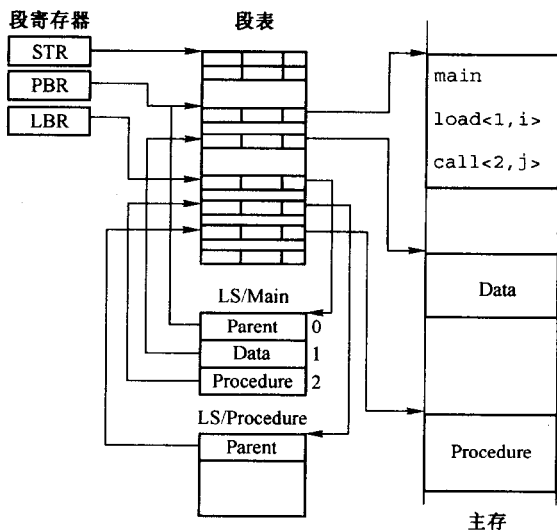 段寄存器
STR
PBR
LBR
段表
LS/Main
Parent 0
Data 1
Procedure 2
LS/Procedure
Parent
main
load<1,i>
call<2,j>
Data
Procedure
主存